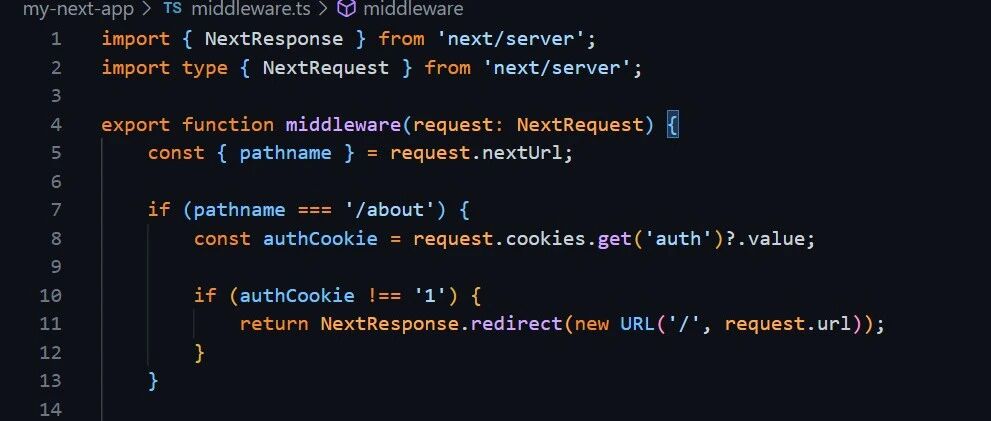 my-next-app > TS middleware.ts > middleware
1 import { NextResponse } from 'next/server';
2 import type { NextRequest } from 'next/server';
3
4 export function middleware(request: NextRequest) {
5     const { pathname } = request.nextUrl;
6
7     if (pathname === '/about') {
8         const authCookie = request.cookies.get('auth')?.value;
9
10         if (authCookie !== '1') {
11             return NextResponse.redirect(new URL('/', request.url));
12         }
13     }
14